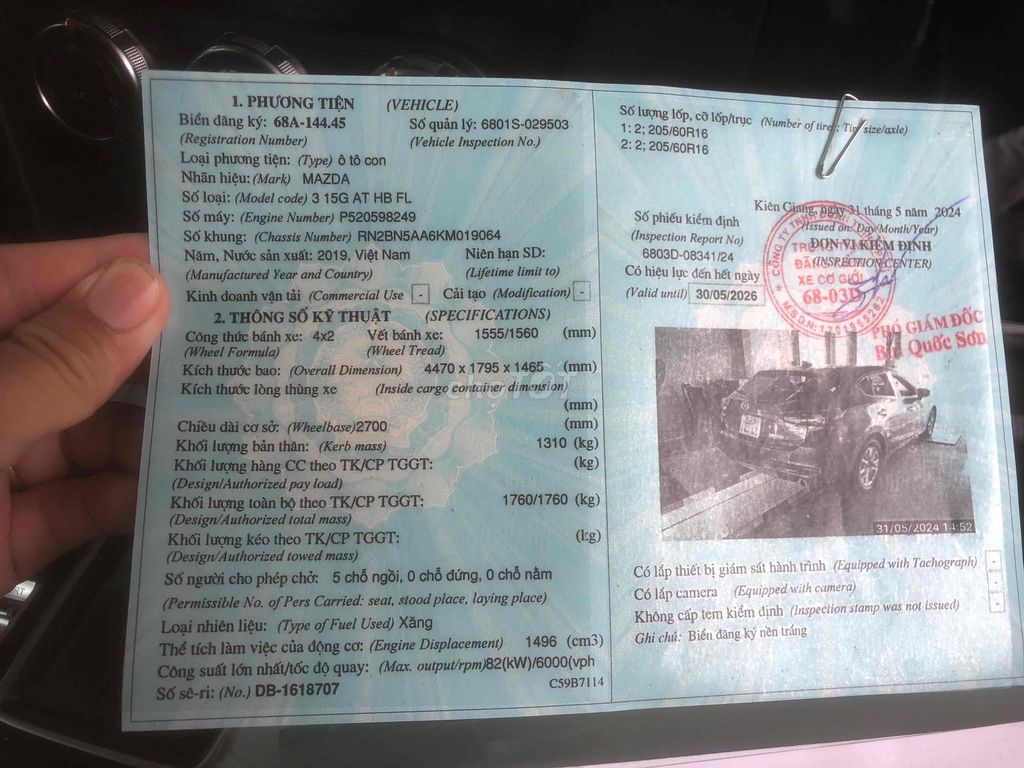 1. PHƯƠNG TIỆN (VEHICLE)
Biển đăng ký: 68A-144.45 Số quản lý: 6801S-029503
(Registration Number) (Vehicle Inspection No.)
Loại phương tiện: (Type) ô tô con
Nhãn hiệu: (Mark) MAZDA
Số loại: (Model code) 3 15G AT HB FL
Số máy: (Engine Number) P520598249
Số khung: (Chassis Number) RN2BN5AA6KM019064
Năm, Nước sản xuất: 2019, Việt Nam Niên hạn SD:
(Manufactured Year and Country) (Lifetime limit to)
Kinh doanh vận tải (Commercial Use - Cải tạo (Modification) -
2. THÔNG SỐ KỸ THUẬT (SPECIFICATIONS)
Công thức bánh xe: 4x2 Vết bánh xe: 1555/1560 (mm)
(Wheel Formula) (Wheel Tread)
Kích thước bao: (Overall Dimension) 4470 x 1795 x 1465 (mm)
Kích thước lòng thùng xe (Inside cargo container dimension)
(mm)
Chiều dài cơ sở: (Wheelbase)2700 (mm)
Khối lượng bản thân: (Kerb mass) 1310 (kg)
Khối lượng hàng CC theo TK/CP TGGT: (kg)
(Design/Authorized pay load)
Khối lượng toàn bộ theo TK/CP TGGT: 1760/1760 (kg)
(Design/Authorized total mass)
Khối lượng kéo theo TK/CP TGGT: (kg)
(Design/Authorized towed mass)
Số người cho phép chở: 5 chỗ ngồi, 0 chỗ đứng, 0 chỗ nằm
(Permissible No. of Pers Carried: seat, stood place, laying place)
Loại nhiên liệu: (Type of Fuel Used) Xăng
Thể tích làm việc của động cơ: (Engine Displacement) 1496 (cm3)
Công suất lớn nhất/tốc độ quay: (Max. output/rpm)82(kW)/6000(vph
Số sê-ri: (No.) DB-1618707 C59B7114
Số lượng lốp, cỡ lốp/trục (Number of tires; Tire size/axle)
1: 2; 205/60R16
2: 2; 205/60R16
Kiên Giang, ngày 31 tháng 5 năm 2024
(Issued on: Day/Month/Year)
Số phiếu kiểm định ĐƠN VỊ KIỂM ĐỊNH
(Inspection Report No) (INSPECTION CENTER)
6803D-08341/24
Có hiệu lực đến hết ngày
(Valid until) 30/05/2026
XE CƠ GIỚI
68-03D
PHÓ GIÁM ĐỐC
Quốc Sơn
31/05/2024 14:52
Có lắp thiết bị giám sát hành trình (Equipped with Tachograph) -
Có lắp camera (Equipped with camera) -
Không cấp tem kiểm định (Inspection stamp was not issued) -
Ghi chú: Biển đăng ký nền trắng